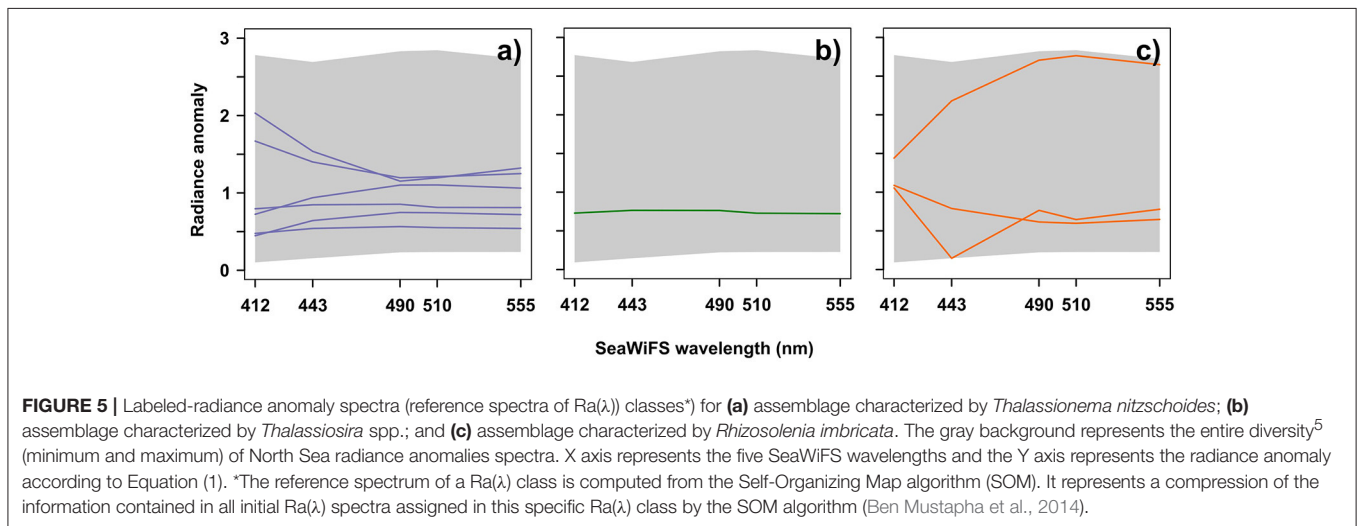 3
2
1
0
Radiance anomaly
a)
b)
c)
412 443 490 510 555
412 443 490 510 555
412 443 490 510 555
SeaWiFS wavelength (nm)
FIGURE 5 | Labeled-radiance anomaly spectra (reference spectra of Ra(λ)) classes*) for (a) assemblage characterized by Thalassionema nitzschoides; (b)
assemblage characterized by Thalassiosira spp.; and (c) assemblage characterized by Rhizosolenia imbricata. The gray background represents the entire diversity⁵
(minimum and maximum) of North Sea radiance anomalies spectra. X axis represents the five SeaWiFS wavelengths and the Y axis represents the radiance anomaly
according to Equation (1). *The reference spectrum of a Ra(λ) class is computed from the Self-Organizing Map algorithm (SOM). It represents a compression of the
information contained in all initial Ra(λ) spectra assigned in this specific Ra(λ) class by the SOM algorithm (Ben Mustapha et al., 2014).